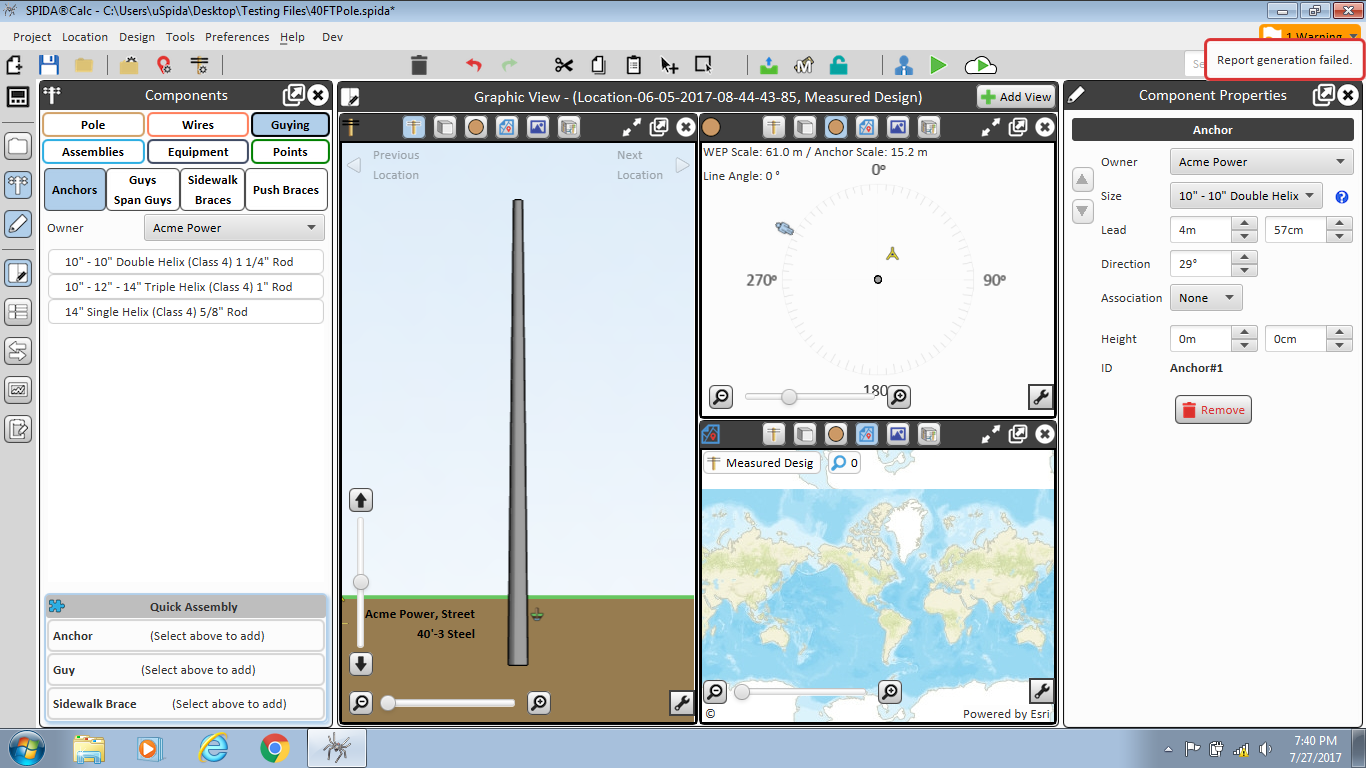 SPIDA®Calc - C:\Users\uSpida\Desktop\Testing Files\40FTPole.spida*
Project Location Design Tools Preferences Help Dev
1 Warning
Se
Report generation failed.
Components
Pole Wires Guying
Assemblies Equipment Points
Anchors
Guys
Span Guys
Sidewalk
Braces
Push Braces
Owner Acme Power
10" - 10" Double Helix (Class 4) 1 1/4" Rod
10" - 12" - 14" Triple Helix (Class 4) 1" Rod
14" Single Helix (Class 4) 5/8" Rod
Quick Assembly
Anchor (Select above to add)
Guy (Select above to add)
Sidewalk Brace (Select above to add)
Graphic View - (Location-06-05-2017-08-44-43-85, Measured Design)
Add View
Previous
Location
Next
Location
Acme Power, Street
40'-3 Steel
WEP Scale: 61.0 m / Anchor Scale: 15.2 m
Line Angle: 0 °
0º
270º
90º
180
Measured Desig
0
©
Powered by Esri
Component Properties
Anchor
Owner Acme Power
Size 10" - 10" Double Helix
Lead 4m 57cm
Direction 29°
Association None
Height 0m 0cm
ID Anchor#1
Remove
7:40 PM
7/27/2017